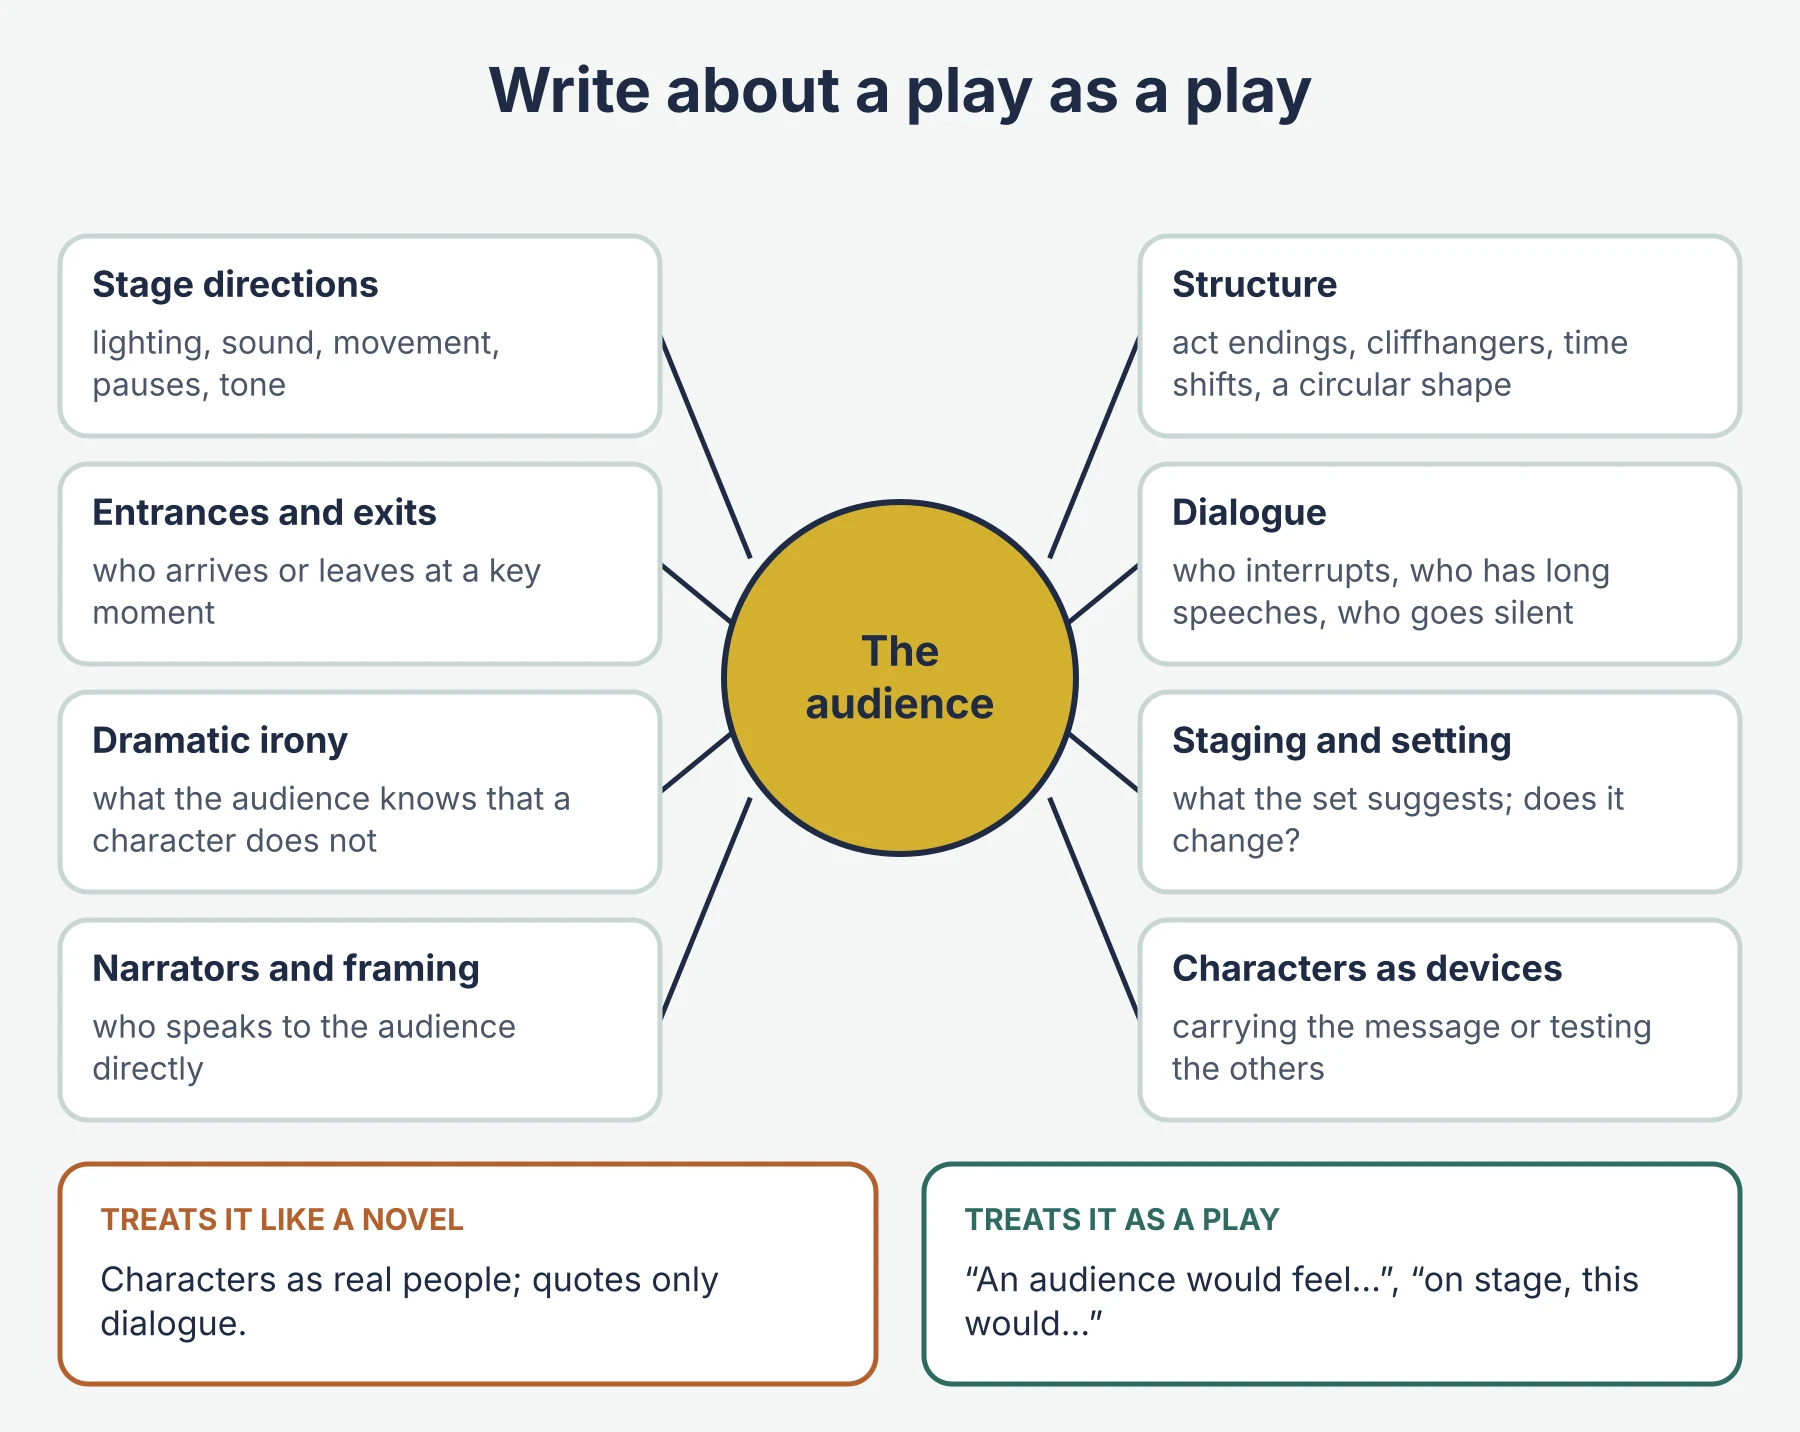 Write about a play as a play
Stage directions
lighting, sound, movement,
pauses, tone
Entrances and exits
who arrives or leaves at a key
moment
Dramatic irony
what the audience knows that a
character does not
Narrators and framing
who speaks to the audience
directly
The
audience
Structure
act endings, cliffhangers, time
shifts, a circular shape
Dialogue
who interrupts, who has long
speeches, who goes silent
Staging and setting
what the set suggests; does it
change?
Characters as devices
carrying the message or testing
the others
TREATS IT LIKE A NOVEL
Characters as real people; quotes only
dialogue.
TREATS IT AS A PLAY
“An audience would feel…”, “on stage, this
would…”